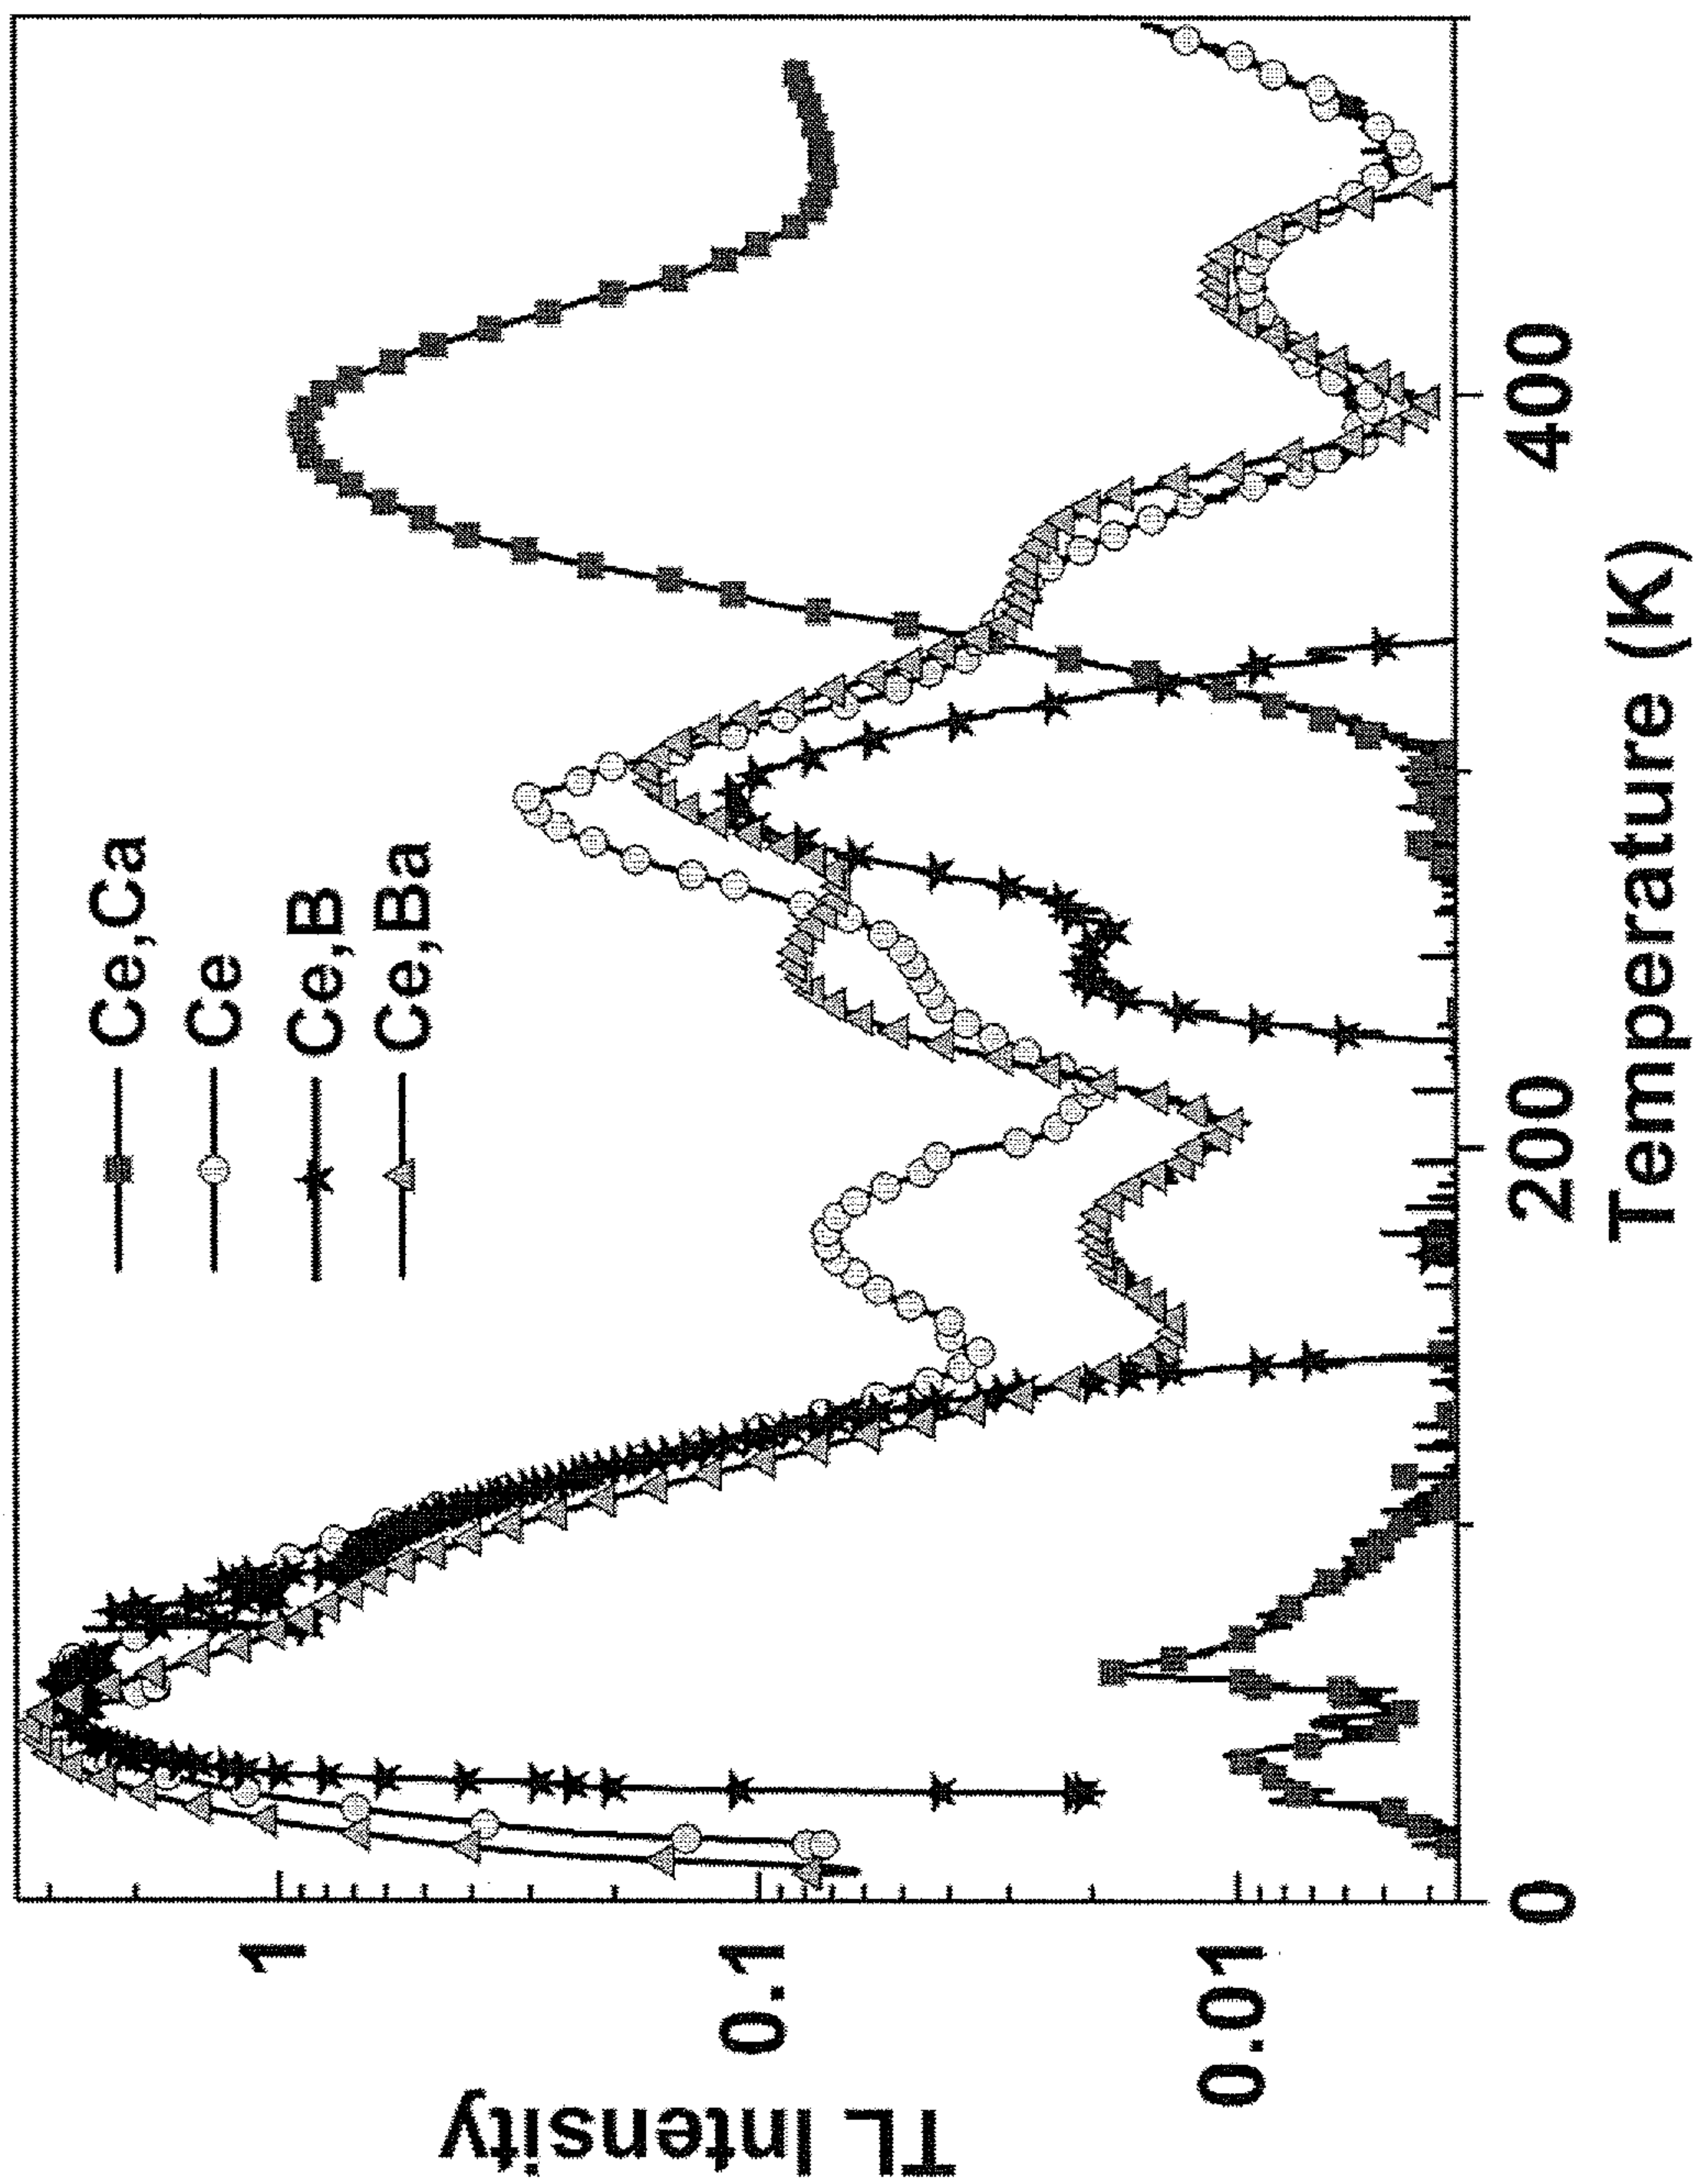 TL Intensity
1
0.1
0.01
Ce,Ca
Ce
Ce,B
Ce,Ba
0
200
400
Temperature (K)